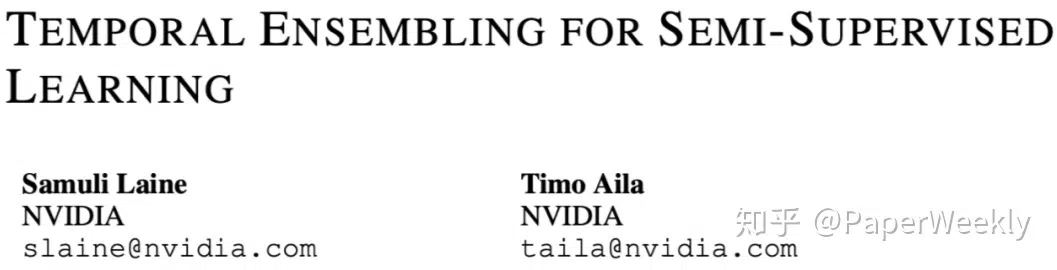 TEMPORAL ENSEMBLING FOR SEMI-SUPERVISED
LEARNING
Samuli Laine
NVIDIA
slaine@nvidia.com
Timo Aila
NVIDIA
taila@nvidia.com
知乎 @PaperWeekly